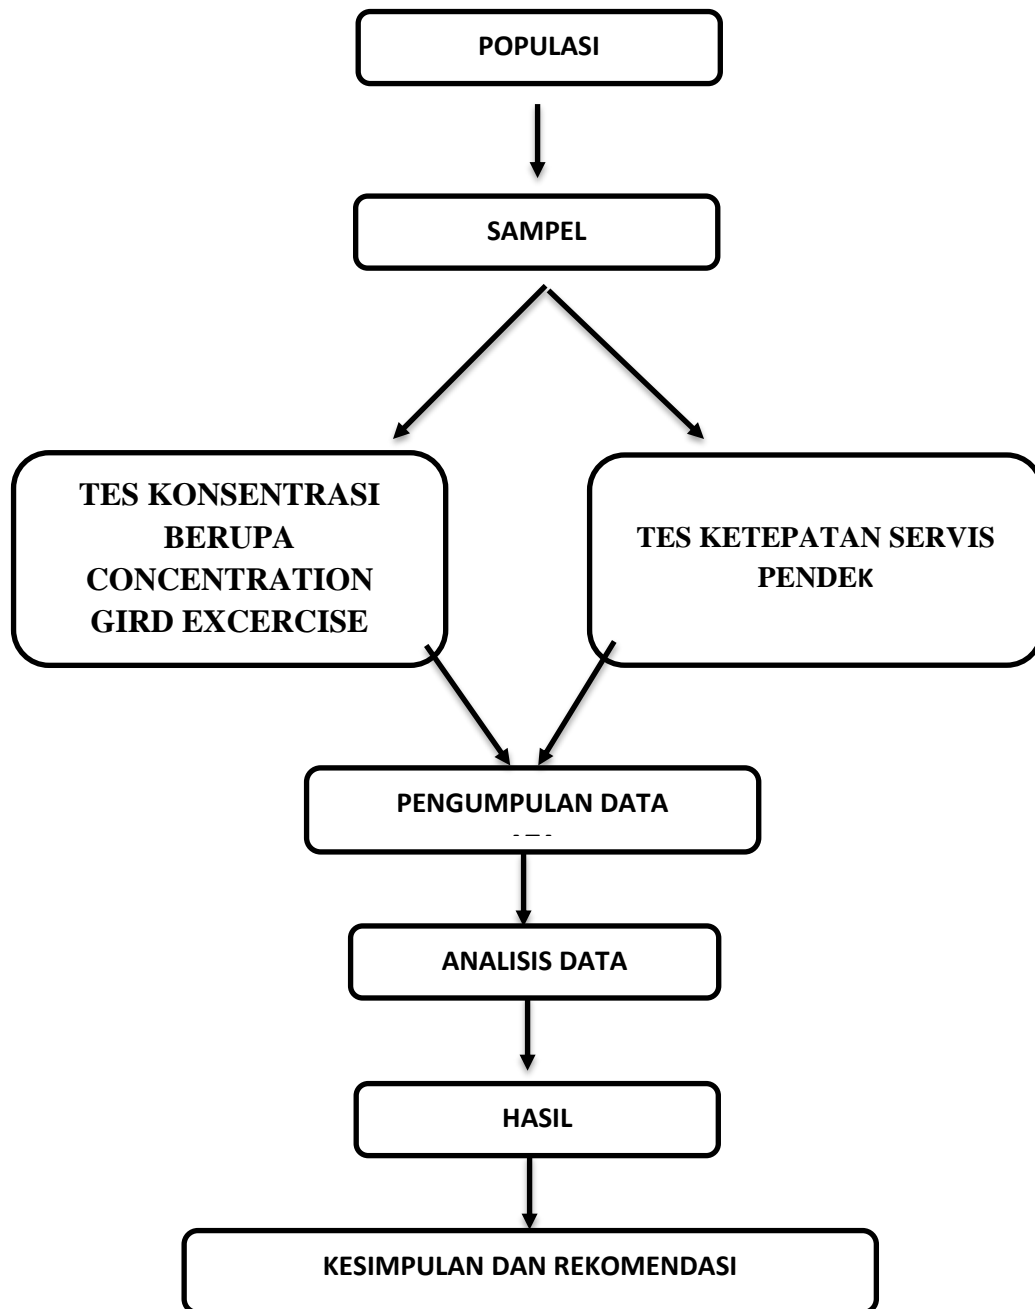 POPULASI
SAMPEL
TES KONSENTRASI
BERUPA
CONCENTRATION
GIRD EXCERCISE
TES KETEPATAN SERVIS
PENDEK
PENGUMPULAN DATA
ANALISIS DATA
HASIL
KESIMPULAN DAN REKOMENDASI